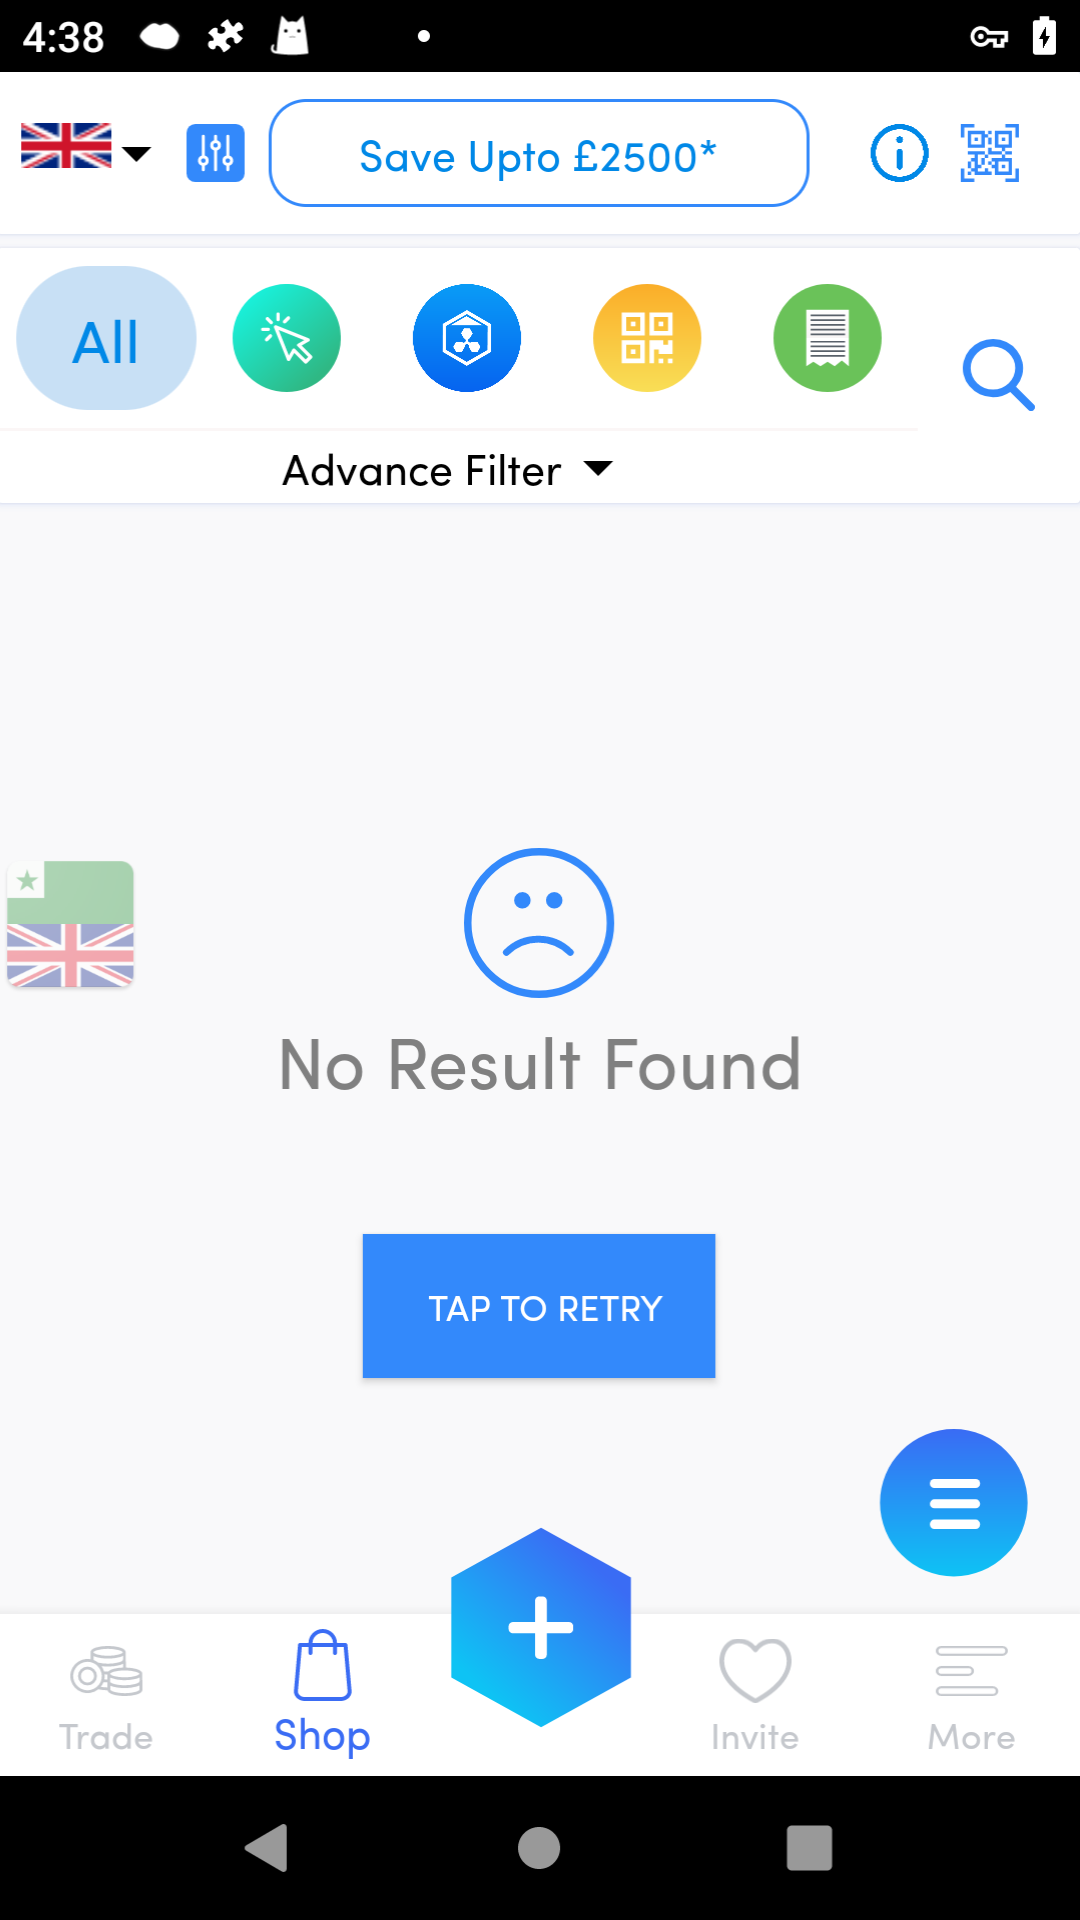 4:38
Save Upto £2500*
All
Advance Filter
No Result Found
TAP TO RETRY
Trade
Shop
Invite
More